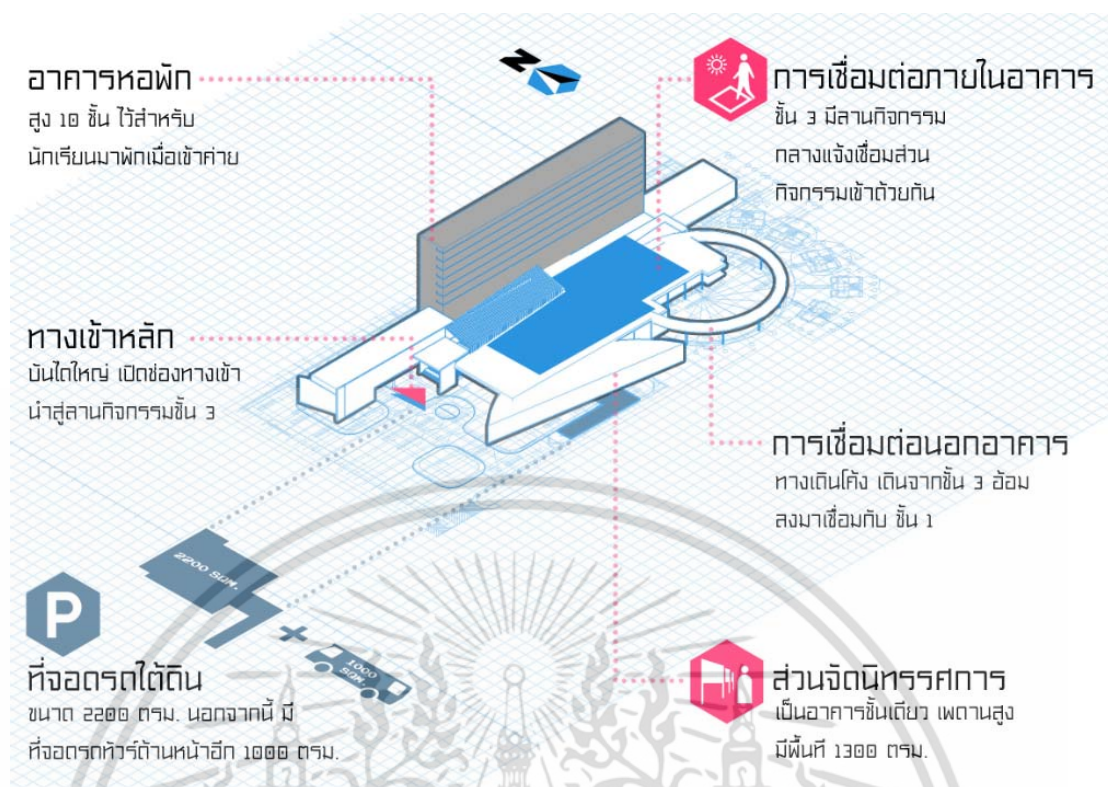 N
อาคารหอพัก
สูง 10 ชั้น ไว้สำหรับ
นักเรียนมาพักเมื่อเข้าค่าย
การเชื่อมต่อภายในอาคาร
ชั้น 3 มีลานกิจกรรม
กลางแจ้งเชื่อมส่วน
กิจกรรมเข้าด้วยกัน
ทางเข้าหลัก
บันไดใหญ่ เปิดช่องทางเข้า
นำสู่ลานกิจกรรมชั้น 3
การเชื่อมต่อนอกอาคาร
ทางเดินโค้ง เดินจากชั้น 3 อ้อม
ลงมาเชื่อมกับ ชั้น 1
2200 SQM.
1000
SQM.
P
ที่จอดรถใต้ดิน
ขนาด 2200 ตรม. นอกจากนี้ มี
ที่จอดรถทัวร์ด้านหน้าอีก 1000 ตรม.
ส่วนจัดนิทรรศการ
เป็นอาคารชั้นเดียว เพดานสูง
มีพื้นที่ 1300 ตรม.